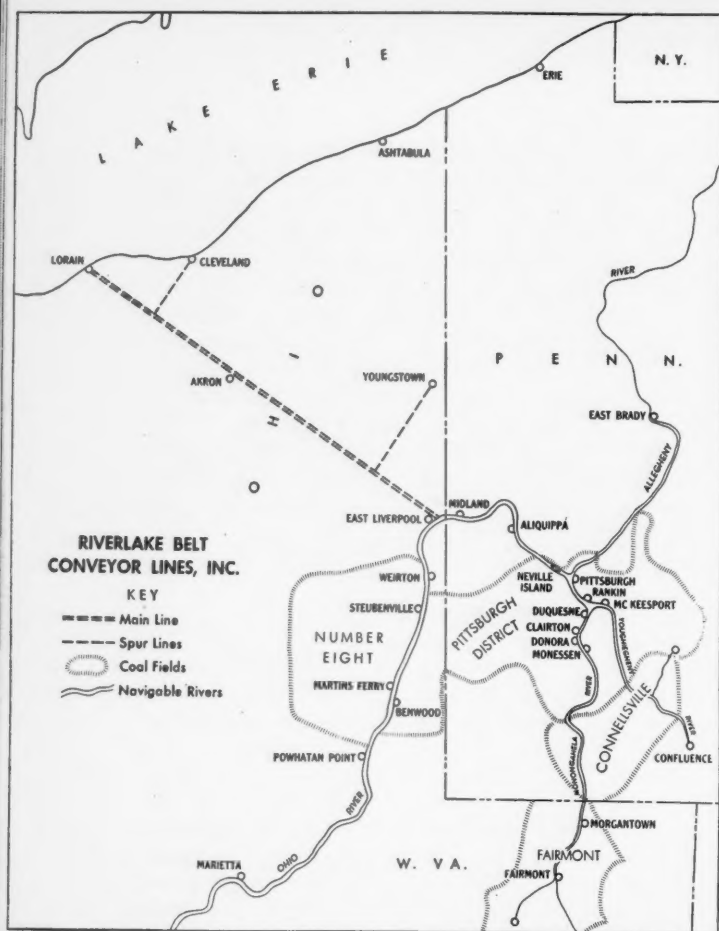 N. Y.
LAKE ERIE
ERIE
ASHTABULA
LORAIN
CLEVELAND
RIVER
OHIO
AKRON
YOUNGSTOWN
PENN.
EAST BRADY
ALLEGHENY
EAST LIVERPOOL
MIDLAND
ALIQUIPPA
RIVERLAKE BELT
CONVEYOR LINES, INC.
KEY
Main Line
Spur Lines
Coal Fields
Navigable Rivers
WEIRTON
STEUBENVILLE
NUMBER
EIGHT
MARTINS FERRY
BENWOOD
POWHATAN POINT
NEVILLE
ISLAND
PITTSBURGH
RANKIN
MC KEESPORT
DUQUESNE
CLAIRTON
DONORA
MONESSEN
PITTSBURGH
DISTRICT
YOUGHEGHENY
RIVER
RIVER
MONONGAHELA
CONNELLSVILLE
CONFLUENCE
RIVER
OHIO
MARIETTA
W. VA.
MORGANTOWN
FAIRMONT
FAIRMONT